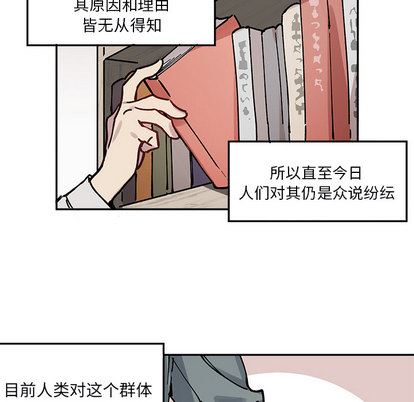 其原因和理由
皆无从得知
所以直至今日
人们对其仍是众说纷纭
目前人类对这个群体